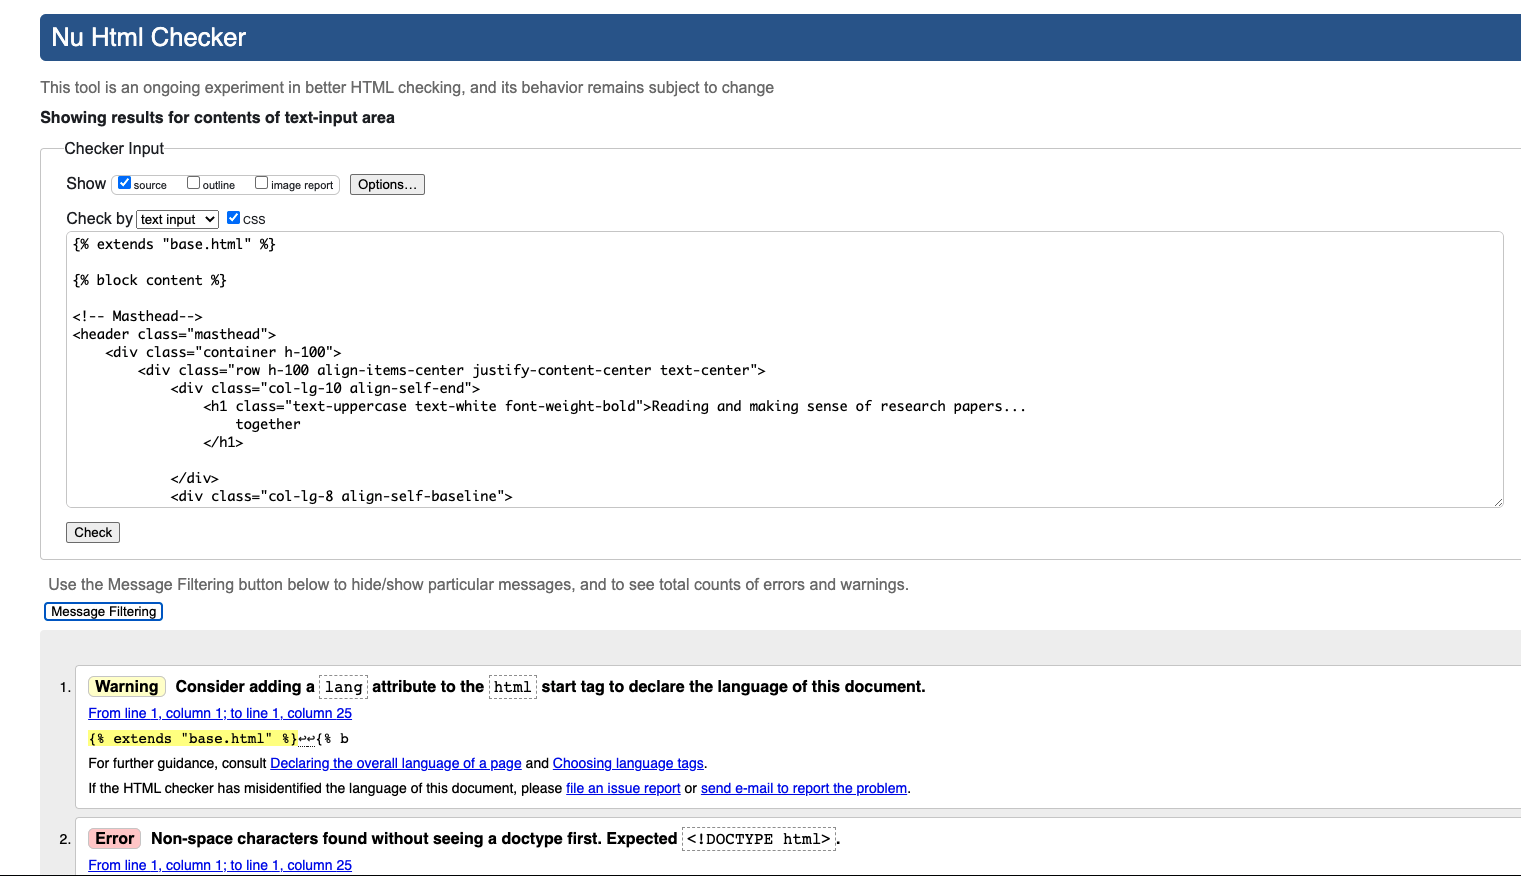 Nu Html Checker
This tool is an ongoing experiment in better HTML checking, and its behavior remains subject to change
Showing results for contents of text-input area
Checker Input
Show source outline image report Options...
Check by text input CSS
{% extends "base.html" %}
{% block content %}
<!-- Masthead-->
<header class="masthead">
<div class="container h-100">
<div class="row h-100 align-items-center justify-content-center text-center">
<div class="col-lg-10 align-self-end">
<h1 class="text-uppercase text-white font-weight-bold">Reading and making sense of research papers...
together
</h1>
</div>
<div class="col-lg-8 align-self-baseline">
Check
Use the Message Filtering button below to hide/show particular messages, and to see total counts of errors and warnings.
Message Filtering
1. Warning Consider adding a lang attribute to the html start tag to declare the language of this document.
From line 1, column 1; to line 1, column 25
{% extends "base.html" %}↩↩{% b
For further guidance, consult Declaring the overall language of a page and Choosing language tags.
If the HTML checker has misidentified the language of this document, please file an issue report or send e-mail to report the problem.
2. Error Non-space characters found without seeing a doctype first. Expected <!DOCTYPE html>.
From line 1, column 1; to line 1, column 25